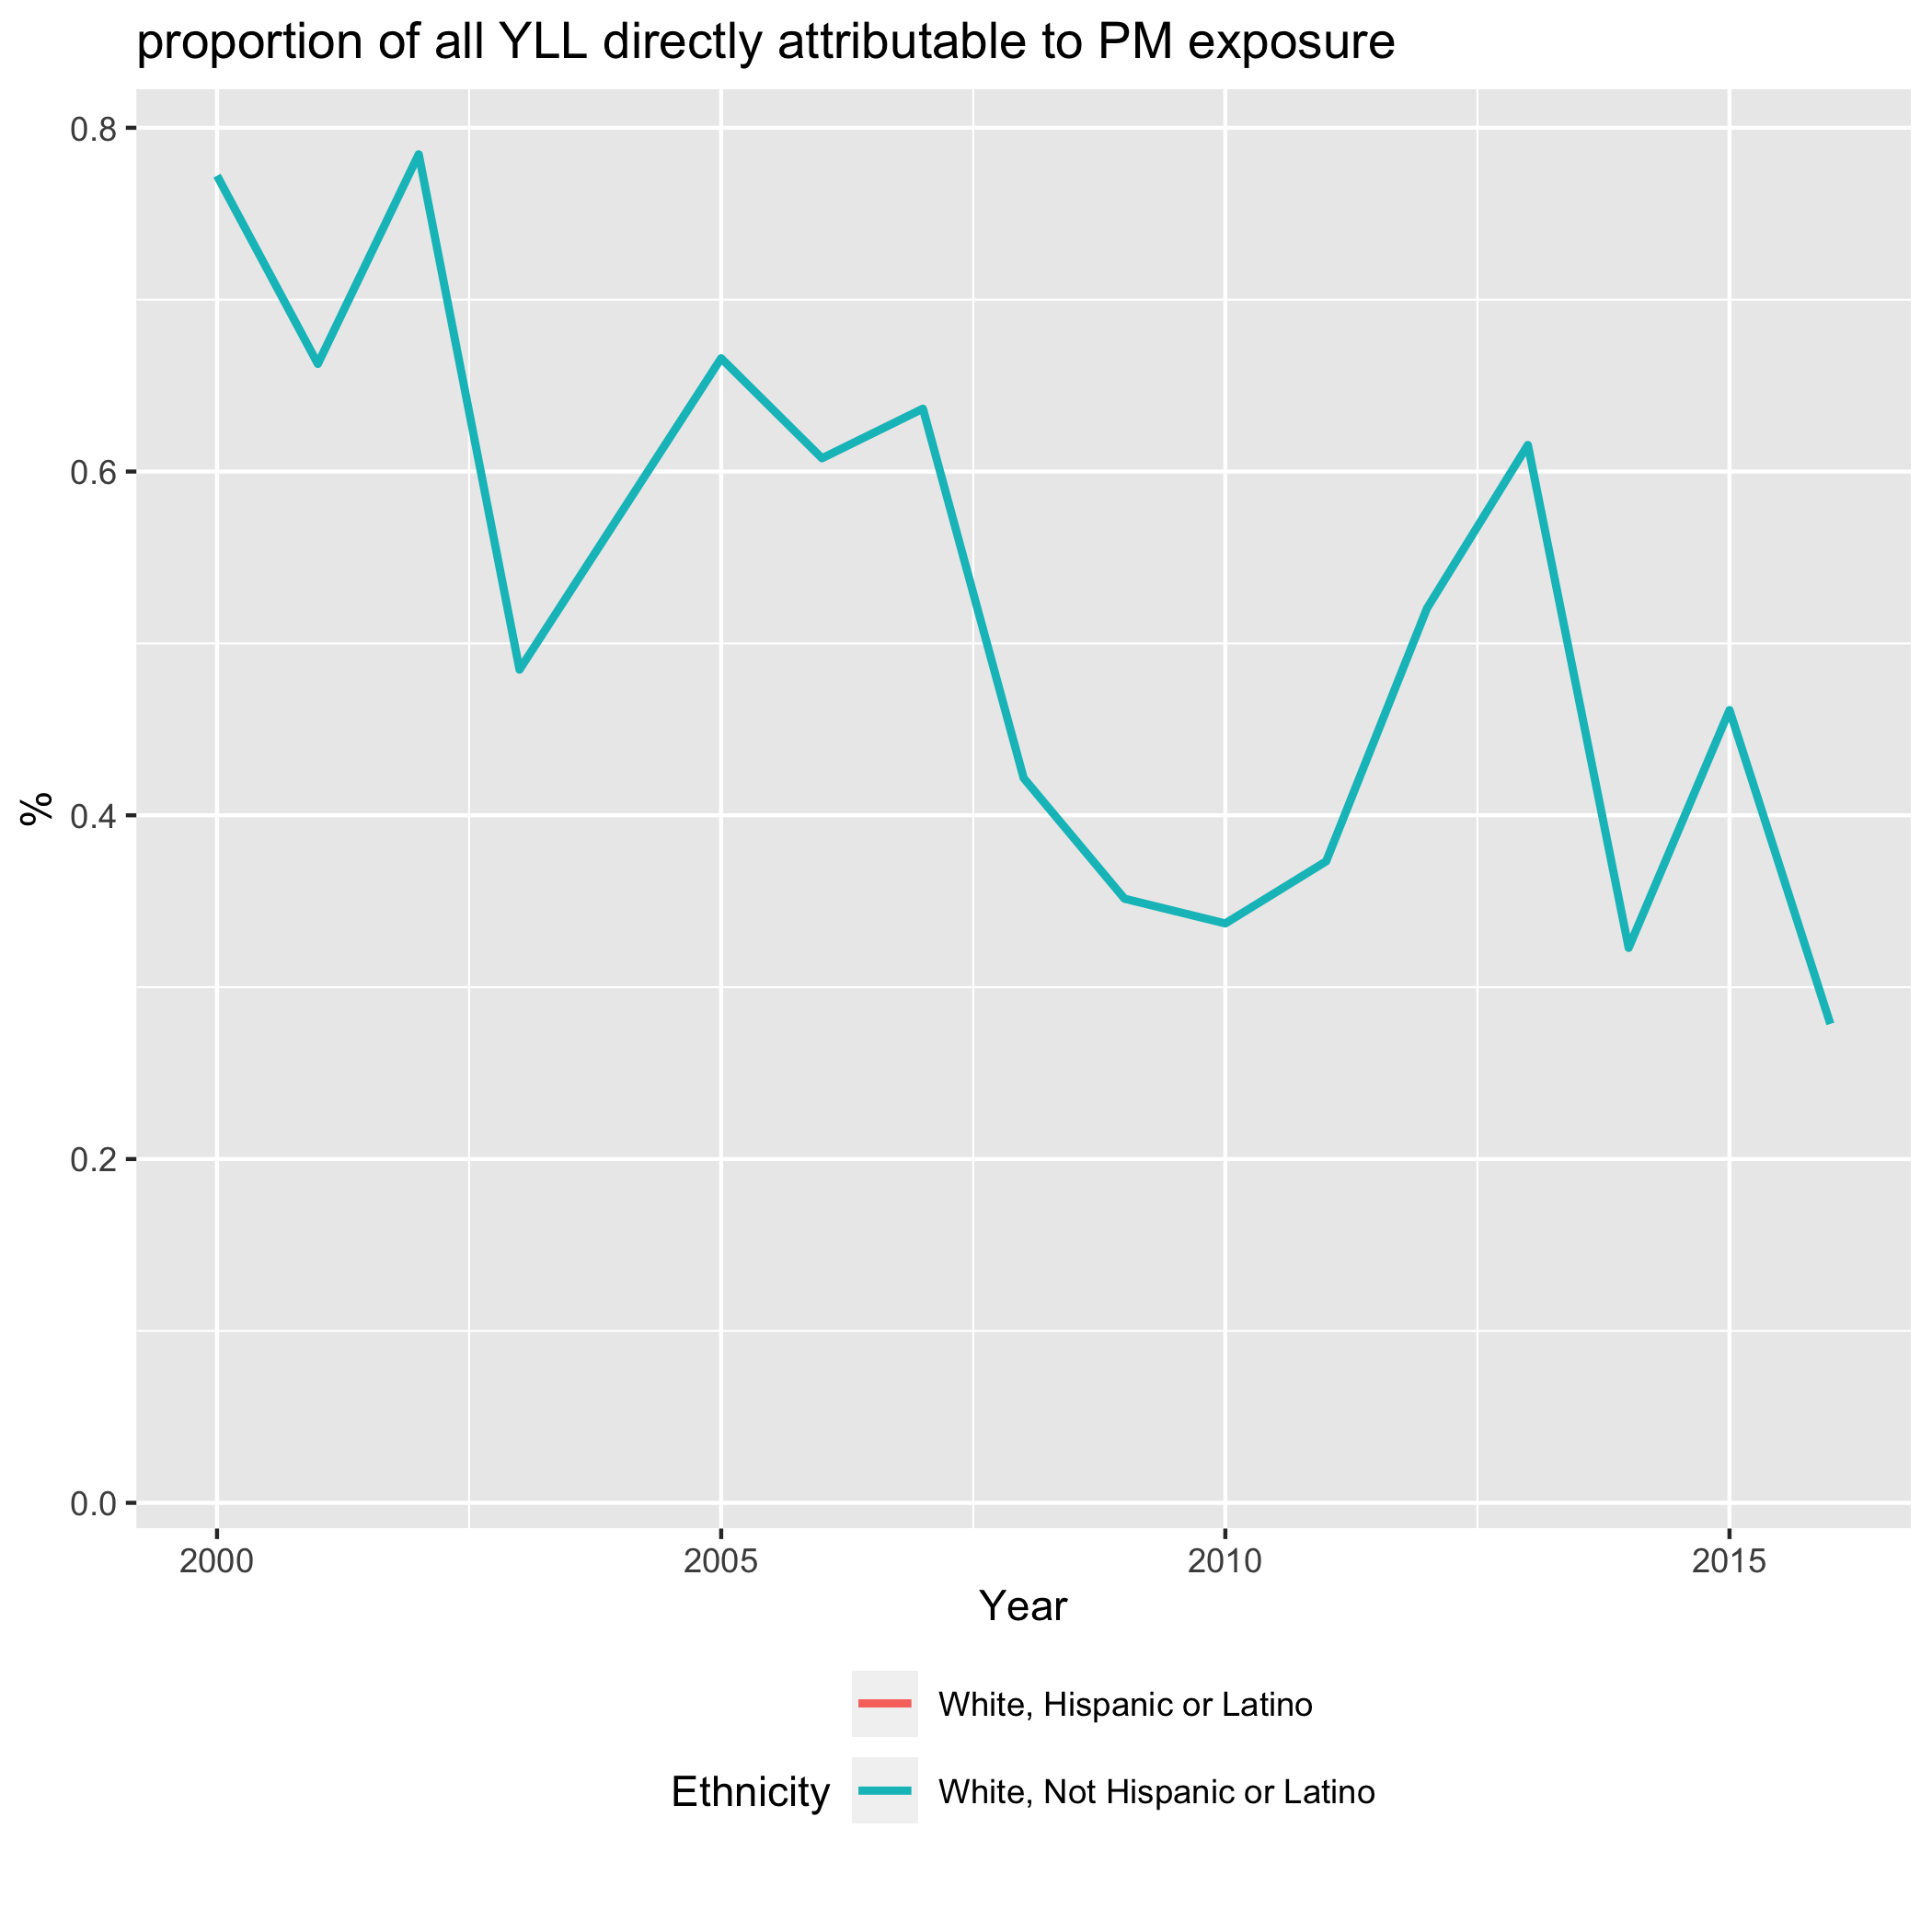 proportion of all YLL directly attributable to PM exposure
%
0.8
0.6
0.4
0.2
0.0
2000 2005 2010 2015
Year
Ethnicity
White, Hispanic or Latino
White, Not Hispanic or Latino